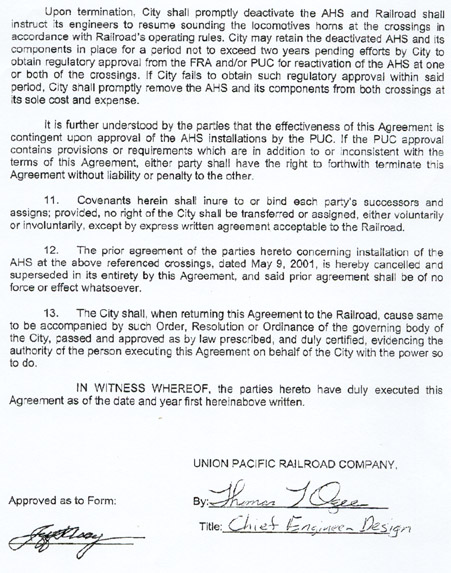 Upon termination, City shall promptly deactivate the AHS and Railroad shall
instruct its engineers to resume sounding the locomotives horns at the crossings in
accordance with Railroad's operating rules. City may retain the deactivated AHS and its
components in place for a period not to exceed two years pending efforts by City to
obtain regulatory approval from the FRA and/or PUC for reactivation of the AHS at one
or both of the crossings. If City fails to obtain such regulatory approval within said
period, City shall promptly remove the AHS and its components from both crossings at
its sole cost and expense.
It is further understood by the parties that the effectiveness of this Agreement is
contingent upon approval of the AHS installations by the PUC. If the PUC approval
contains provisions or requirements which are in addition to or inconsistent with the
terms of this Agreement, either party shall have the right to forthwith terminate this
Agreement without liability or penalty to the other.
11. Covenants herein shall inure to or bind each party's successors and
assigns; provided, no right of the City shall be transferred or assigned, either voluntarily
or involuntarily, except by express written agreement acceptable to the Railroad.
12. The prior agreement of the parties hereto concerning installation of the
AHS at the above referenced crossings, dated May 9, 2001, is hereby cancelled and
superseded in its entirety by this Agreement, and said prior agreement shall be of no
force or effect whatsoever.
13. The City shall, when returning this Agreement to the Railroad, cause same
to be accompanied by such Order, Resolution or Ordinance of the governing body of
the City, passed and approved as by law prescribed, and duly certified, evidencing the
authority of the person executing this Agreement on behalf of the City with the power so
to do.
IN WITNESS WHEREOF, the parties hereto have duly executed this
Agreement as of the date and year first hereinabove written.
UNION PACIFIC RAILROAD COMPANY,
Approved as to Form:
By: Thomas J Ogee
Title: Chief Engineer Design